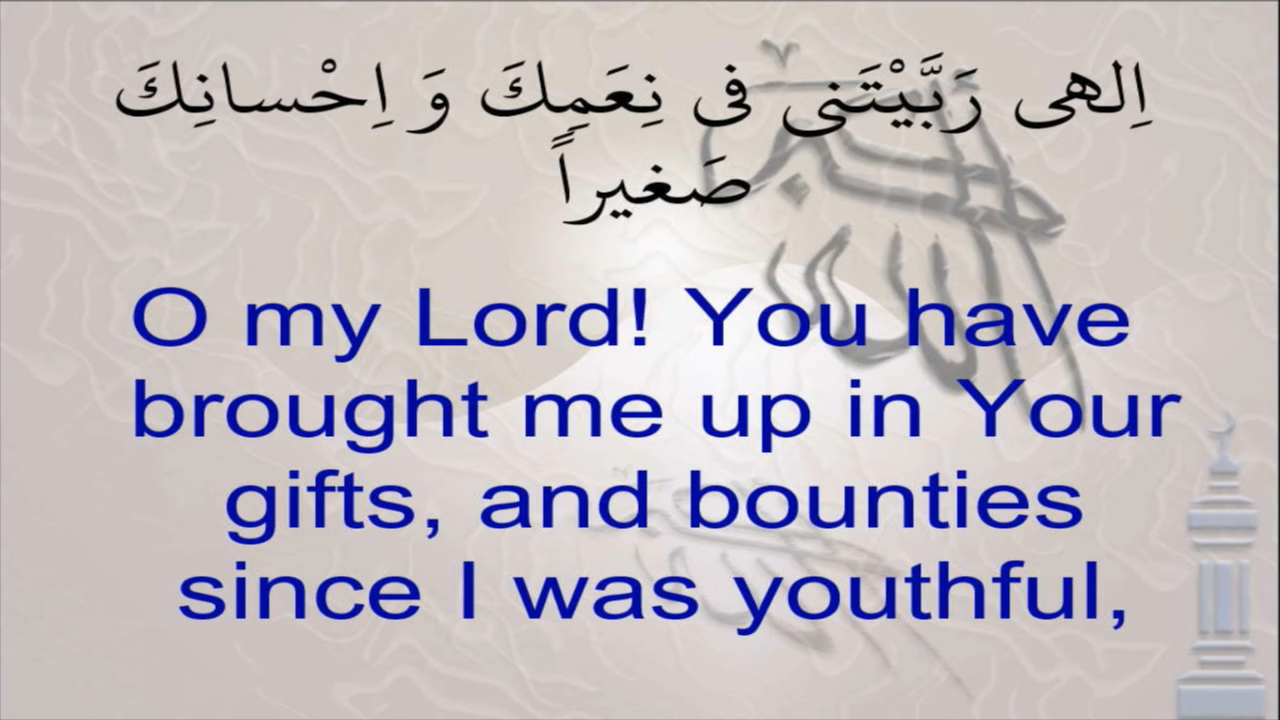 اِلهی رَبَّيْتَنی فی نِعَمِكَ وَ اِحْسانِكَ
صَغيراً
O my Lord! You have
brought me up in Your
gifts, and bounties
since I was youthful,